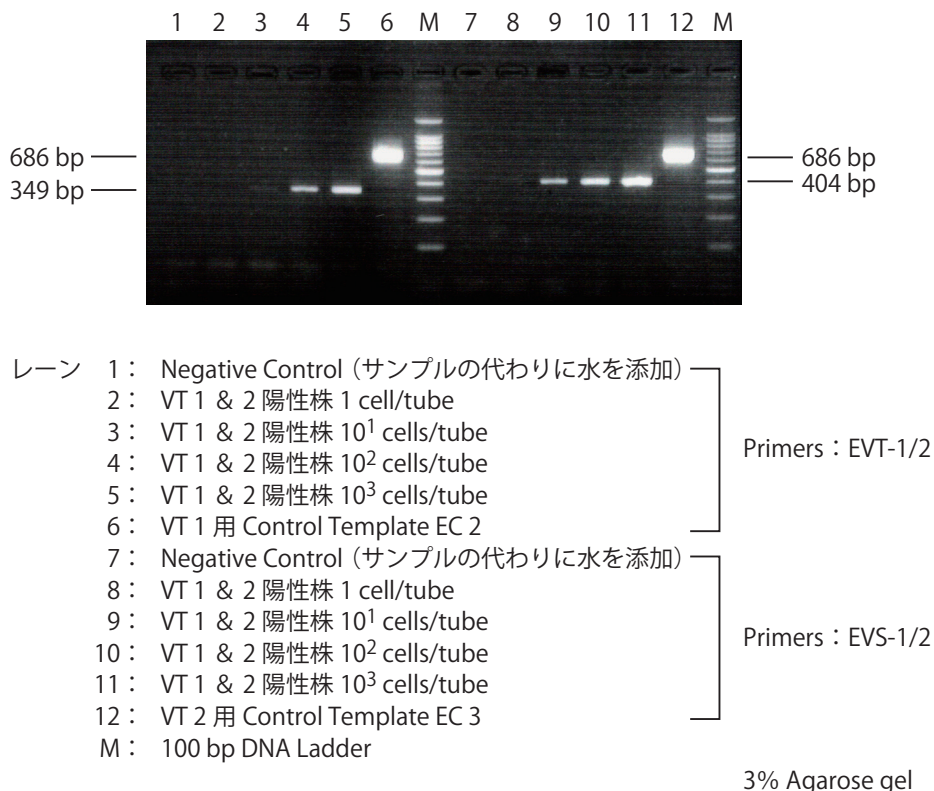 1 2 3 4 5 6 M 7 8 9 10 11 12 M
686 bp
349 bp
686 bp
404 bp
レーン 1： Negative Control（サンプルの代わりに水を添加）
2： VT 1 ＆ 2 陽性株 1 cell/tube
3： VT 1 ＆ 2 陽性株 10¹ cells/tube
4： VT 1 ＆ 2 陽性株 10² cells/tube
5： VT 1 ＆ 2 陽性株 10³ cells/tube
6： VT 1 用 Control Template EC 2
Primers：EVT-1/2
7： Negative Control（サンプルの代わりに水を添加）
8： VT 1 ＆ 2 陽性株 1 cell/tube
9： VT 1 ＆ 2 陽性株 10¹ cells/tube
10： VT 1 ＆ 2 陽性株 10² cells/tube
11： VT 1 ＆ 2 陽性株 10³ cells/tube
12： VT 2 用 Control Template EC 3
Primers：EVS-1/2
M： 100 bp DNA Ladder
3% Agarose gel